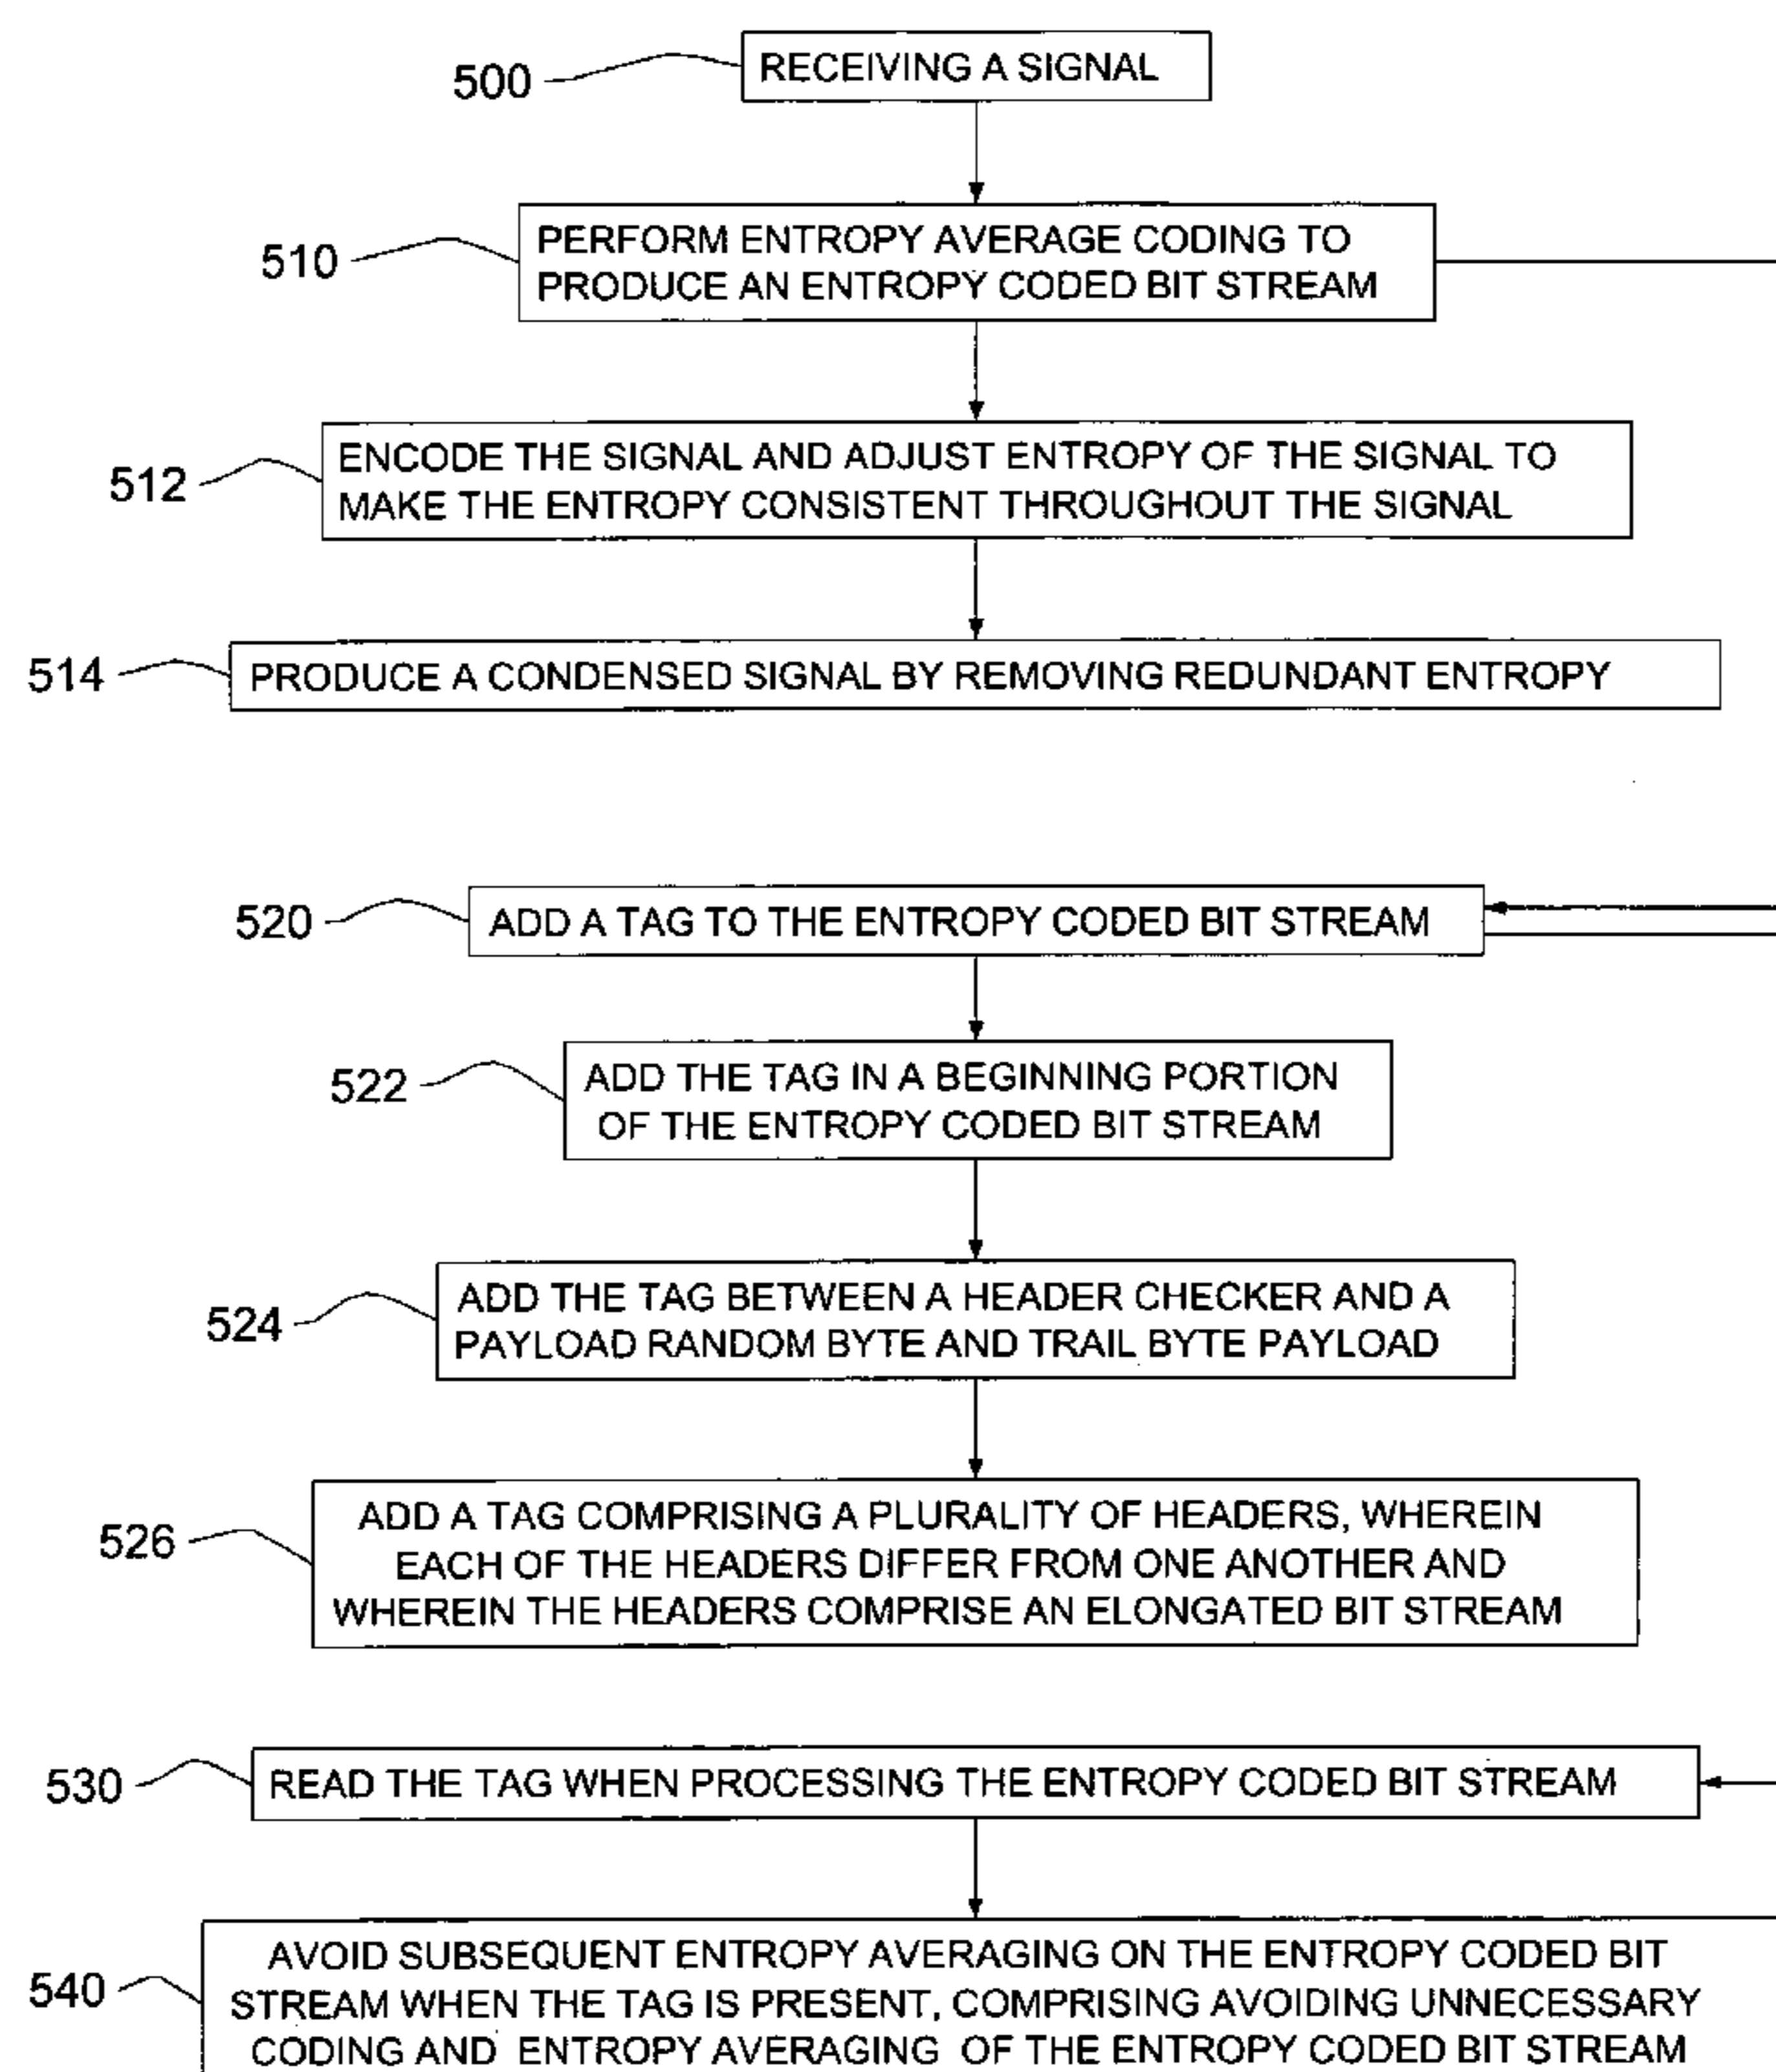 500
RECEIVING A SIGNAL
510
PERFORM ENTROPY AVERAGE CODING TO
PRODUCE AN ENTROPY CODED BIT STREAM
512
ENCODE THE SIGNAL AND ADJUST ENTROPY OF THE SIGNAL TO
MAKE THE ENTROPY CONSISTENT THROUGHOUT THE SIGNAL
514
PRODUCE A CONDENSED SIGNAL BY REMOVING REDUNDANT ENTROPY
520
ADD A TAG TO THE ENTROPY CODED BIT STREAM
522
ADD THE TAG IN A BEGINNING PORTION
OF THE ENTROPY CODED BIT STREAM
524
ADD THE TAG BETWEEN A HEADER CHECKER AND A
PAYLOAD RANDOM BYTE AND TRAIL BYTE PAYLOAD
526
ADD A TAG COMPRISING A PLURALITY OF HEADERS, WHEREIN
EACH OF THE HEADERS DIFFER FROM ONE ANOTHER AND
WHEREIN THE HEADERS COMPRISE AN ELONGATED BIT STREAM
530
READ THE TAG WHEN PROCESSING THE ENTROPY CODED BIT STREAM
540
AVOID SUBSEQUENT ENTROPY AVERAGING ON THE ENTROPY CODED BIT
STREAM WHEN THE TAG IS PRESENT, COMPRISING AVOIDING UNNECESSARY
CODING AND ENTROPY AVERAGING OF THE ENTROPY CODED BIT STREAM